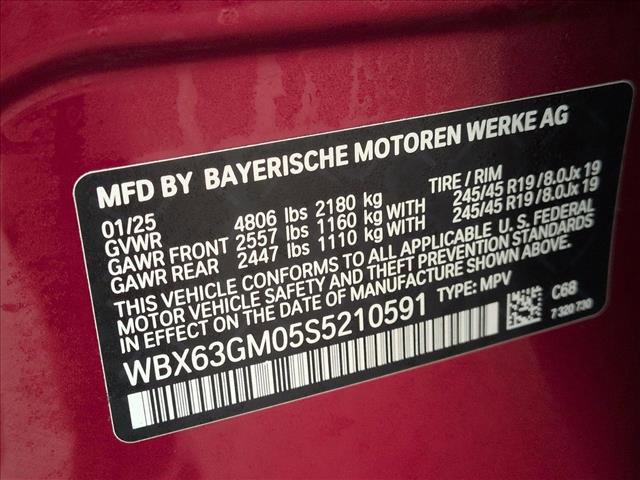 MFD BY BAYERISCHE MOTOREN WERKE AG
01/25 TIRE / RIM
GVWR 4806 lbs 2180 kg
GAWR FRONT 2557 lbs 1160 kg WITH 245/45 R19/8.0Jx19
GAWR REAR 2447 lbs 1110 kg WITH 245/45 R19/8.0Jx19
THIS VEHICLE CONFORMS TO ALL APPLICABLE U.S. FEDERAL
MOTOR VEHICLE SAFETY AND THEFT PREVENTION STANDARDS
IN EFFECT ON THE DATE OF MANUFACTURE SHOWN ABOVE.
WBX63GM05S5210591 TYPE: MPV C68
7 320 730